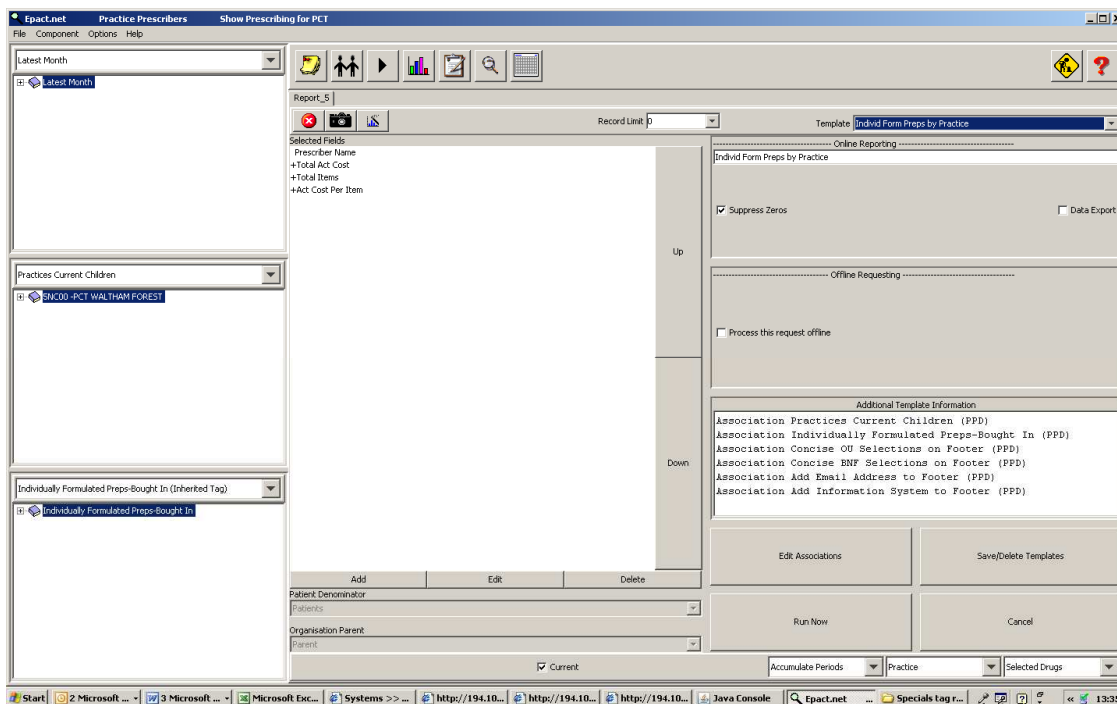 Epact.net Practice Prescribers Show Prescribing for PCT
File Component Options Help
Latest Month
Latest Month
Practices Current Children
5NC00 -PCT WALTHAM FOREST
Individually Formulated Preps-Bought In (Inherited Tag)
Individually Formulated Preps-Bought In
Report_5
Record Limit 0
Template Individ Form Preps by Practice
Selected Fields
Prescriber Name
+Total Act Cost
+Total Items
+Act Cost Per Item
Up
Down
Add Edit Delete
Patient Denominator
Patients
Organisation Parent
Parent
Online Reporting
Individ Form Preps by Practice
Suppress Zeros Data Export
Offline Requesting
Process this request offline
Additional Template Information
Association Practices Current Children (PPD)
Association Individually Formulated Preps-Bought In (PPD)
Association Concise OU Selections on Footer (PPD)
Association Concise BNF Selections on Footer (PPD)
Association Add Email Address to Footer (PPD)
Association Add Information System to Footer (PPD)
Edit Associations Save/Delete Templates
Run Now Cancel
Current Accumulate Periods Practice Selected Drugs
Start 2 Microsoft ... 3 Microsoft ... Microsoft Exc... Systems >> ... http://194.10... http://194.10... http://194.10... Java Console Epact.net ... Specials tag r... 13:35